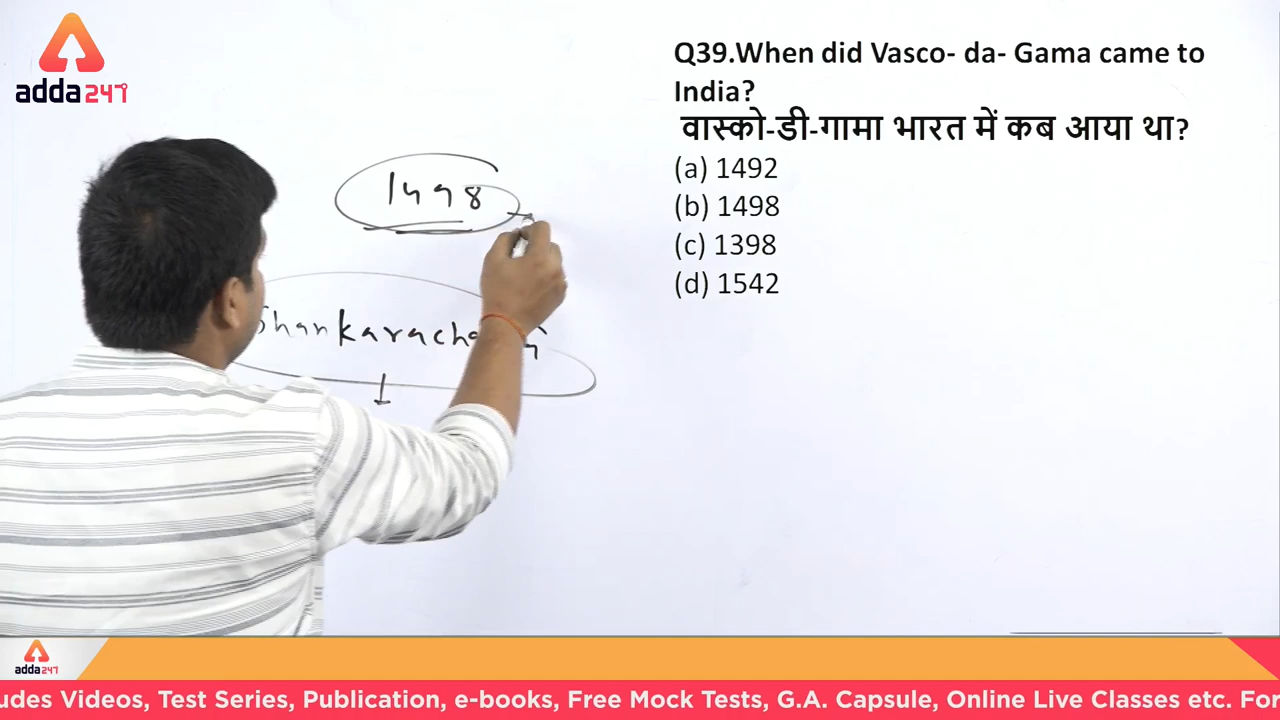 adda247
Q39.When did Vasco- da- Gama came to
India?
वास्को-डी-गामा भारत में कब आया था?
(a) 1492
(b) 1498
(c) 1398
(d) 1542
1498
adda247
udes Videos, Test Series, Publication, e-books, Free Mock Tests, G.A. Capsule, Online Live Classes etc. For